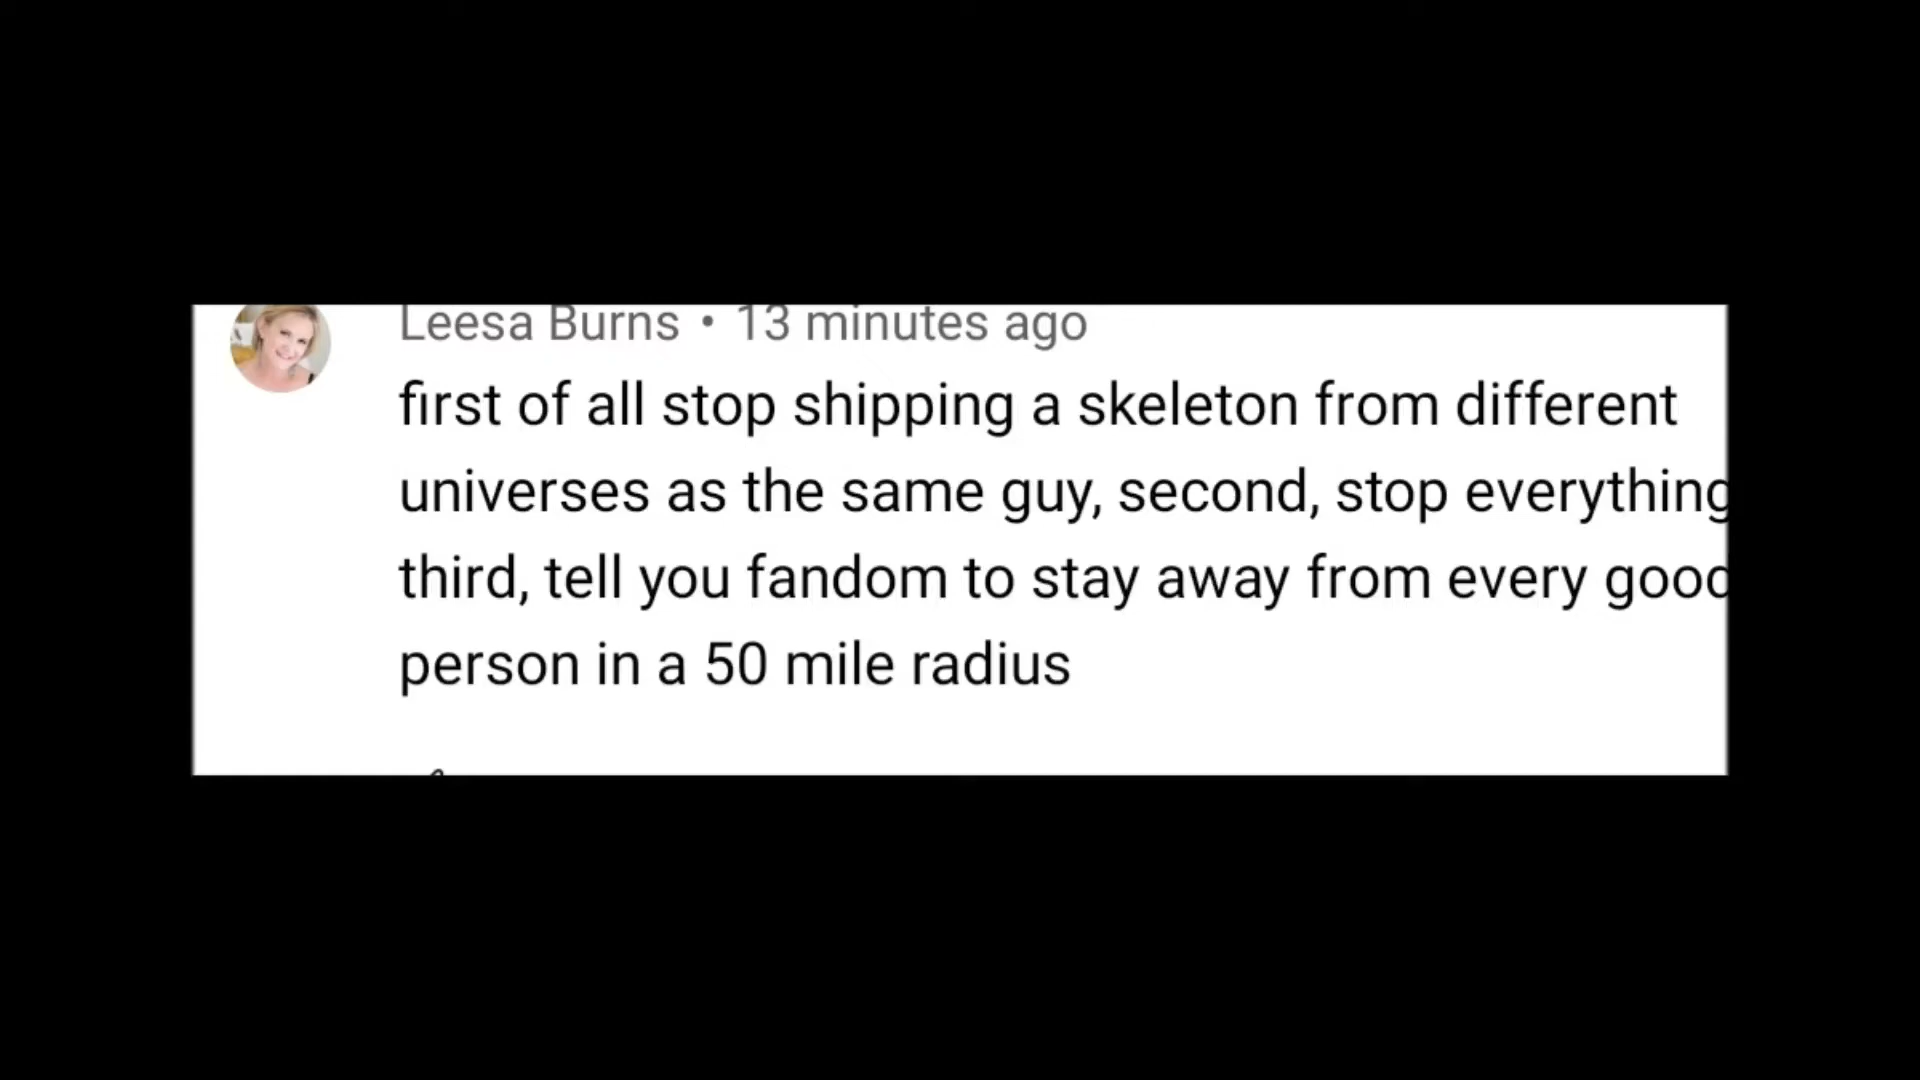 Leesa Burns • 13 minutes ago
first of all stop shipping a skeleton from different
universes as the same guy, second, stop everything
third, tell you fandom to stay away from every good
person in a 50 mile radius